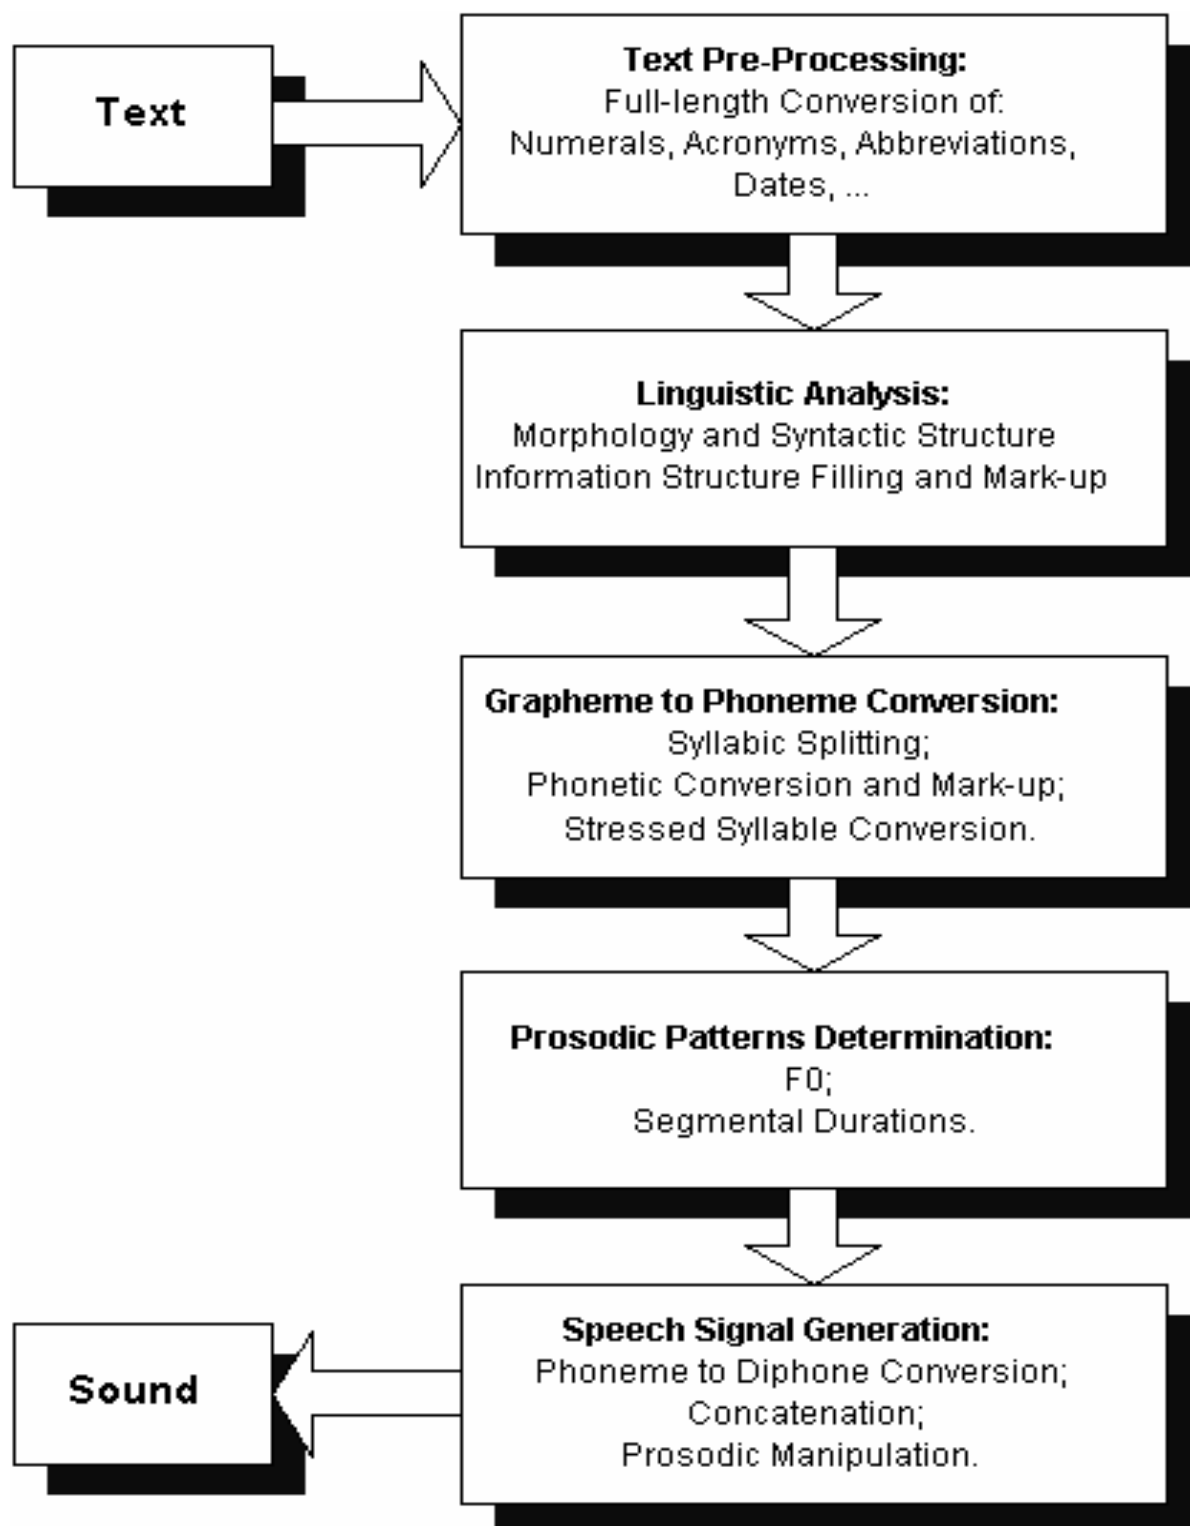 Text
Text Pre-Processing:
Full-length Conversion of:
Numerals, Acronyms, Abbreviations,
Dates, ...
Linguistic Analysis:
Morphology and Syntactic Structure
Information Structure Filling and Mark-up
Grapheme to Phoneme Conversion:
Syllabic Splitting;
Phonetic Conversion and Mark-up;
Stressed Syllable Conversion.
Prosodic Patterns Determination:
F0;
Segmental Durations.
Speech Signal Generation:
Phoneme to Diphone Conversion;
Concatenation;
Prosodic Manipulation.
Sound